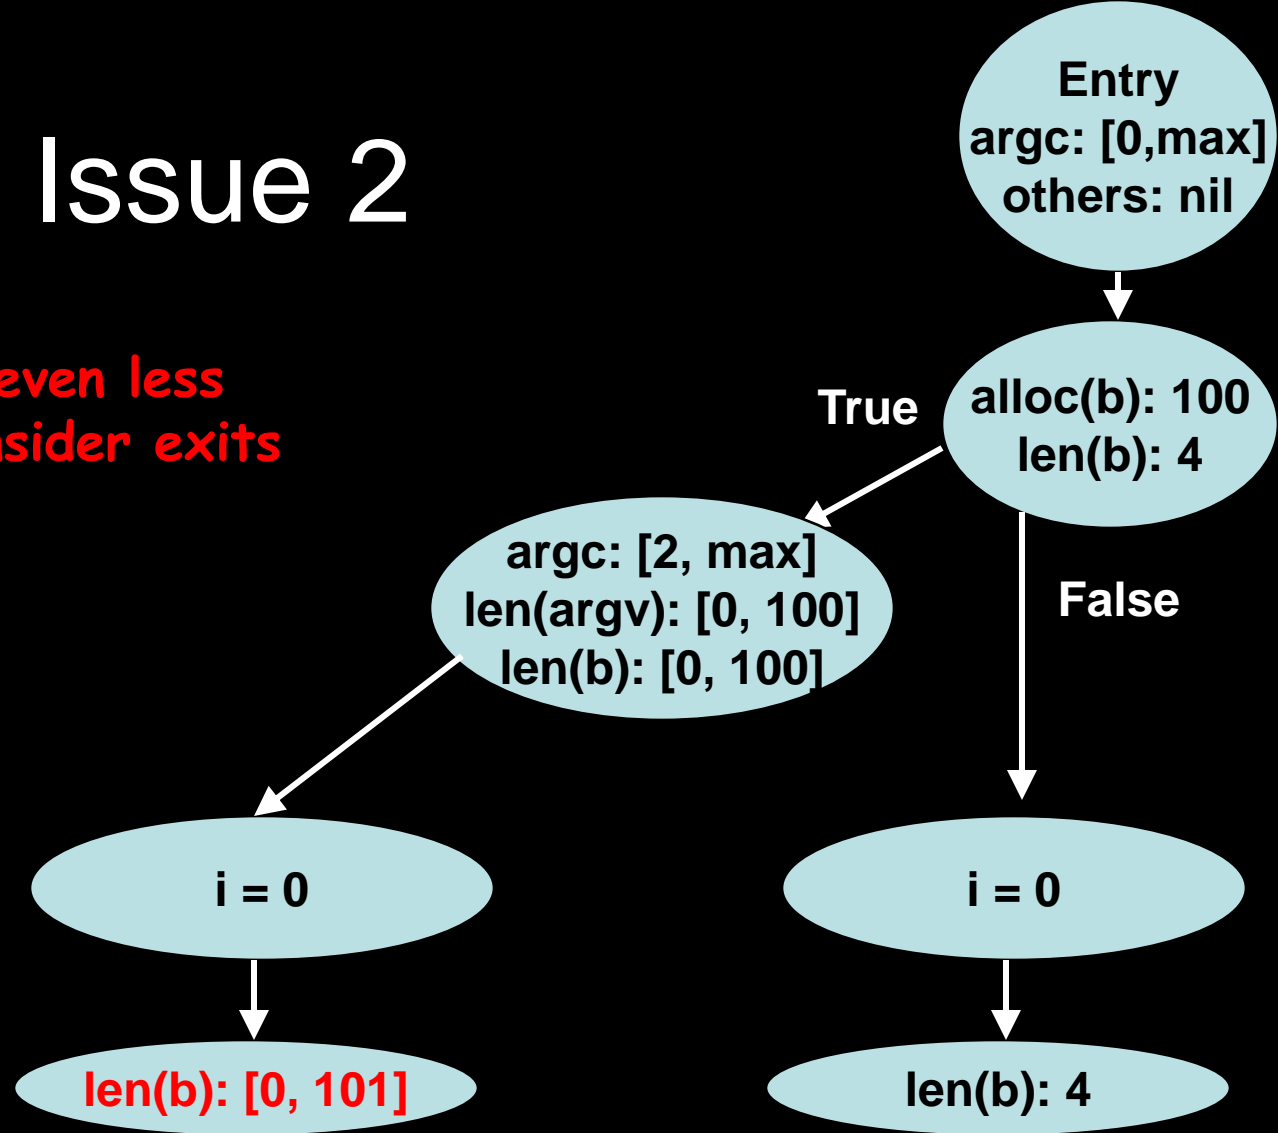 Issue 2
even less
exits
Entry
argc: [0,max]
others: nil
alloc(b): 100
len(b): 4
True
False
argc: [2, max]
len(argv): [0, 100]
len(b): [0, 100]
i = 0
i = 0
len(b): [0, 101]
len(b): 4